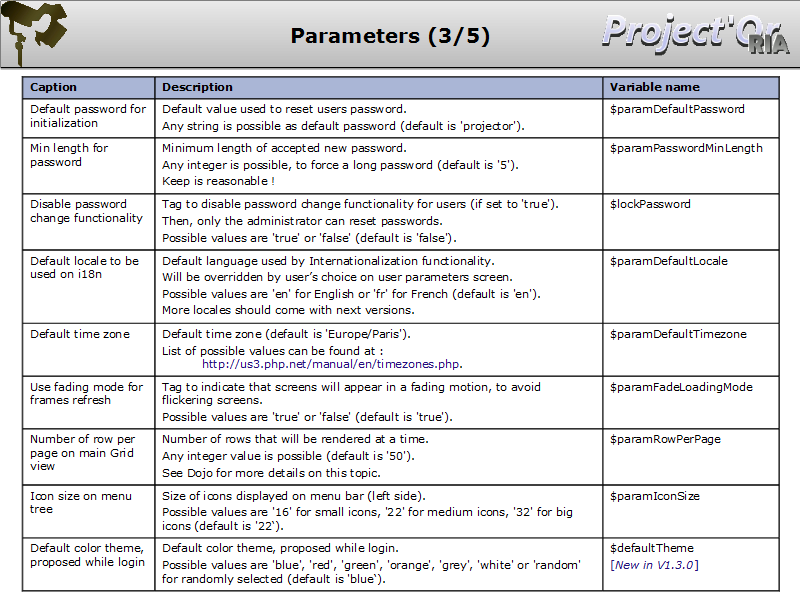 Parameters (3/5)
Project'Or
RIA
Caption
Description
Variable name
Default password for
initialization
Default value used to reset users password.
Any string is possible as default password (default is 'projector').
$paramDefaultPassword
Min length for
password
Minimum length of accepted new password.
Any integer is possible, to force a long password (default is '5').
Keep is reasonable !
$paramPasswordMinLength
Disable password
change functionality
Tag to disable password change functionality for users (if set to 'true').
Then, only the administrator can reset passwords.
Possible values are 'true' or 'false' (default is 'false').
$lockPassword
Default locale to be
used on i18n
Default language used by Internationalization functionality.
Will be overridden by user’s choice on user parameters screen.
Possible values are 'en' for English or 'fr' for French (default is 'en').
More locales should come with next versions.
$paramDefaultLocale
Default time zone
Default time zone (default is 'Europe/Paris').
List of possible values can be found at :
http://us3.php.net/manual/en/timezones.php.
$paramDefaultTimezone
Use fading mode for
frames refresh
Tag to indicate that screens will appear in a fading motion, to avoid
flickering screens.
Possible values are 'true' or 'false' (default is 'true').
$paramFadeLoadingMode
Number of row per
page on main Grid
view
Number of rows that will be rendered at a time.
Any integer value is possible (default is '50').
See Dojo for more details on this topic.
$paramRowPerPage
Icon size on menu
tree
Size of icons displayed on menu bar (left side).
Possible values are '16' for small icons, '22' for medium icons, '32' for big
icons (default is '22‘).
$paramIconSize
Default color theme,
proposed while login
Default color theme, proposed while login.
Possible values are 'blue', 'red', 'green', 'orange', 'grey', 'white' or 'random'
for randomly selected (default is 'blue‘).
$defaultTheme
[New in V1.3.0]